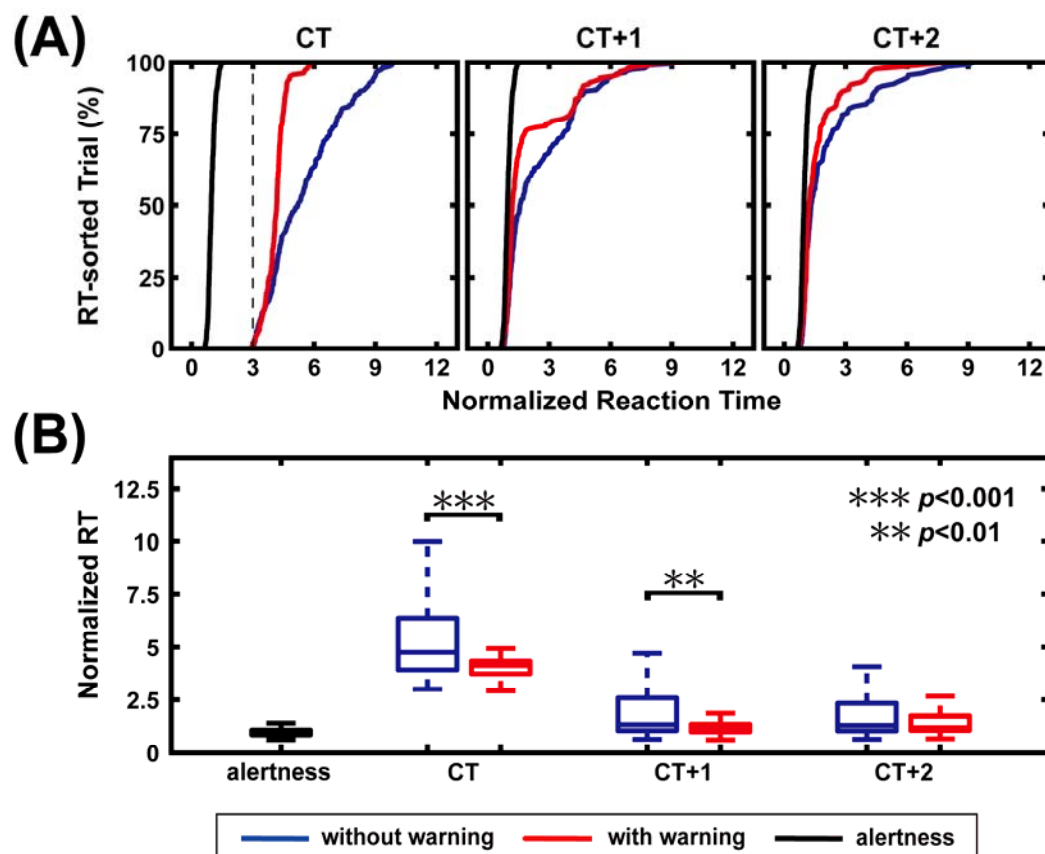 (A)
CT CT+1 CT+2
RT-sorted Trial (%)
100
75
50
25
0
0 3 6 9 12 0 3 6 9 12 0 3 6 9 12
Normalized Reaction Time
(B)
Normalized RT
12.5
10
7.5
5
2.5
0
*** ** *** p<0.001
** p<0.01
alertness CT CT+1 CT+2
without warning with warning alertness